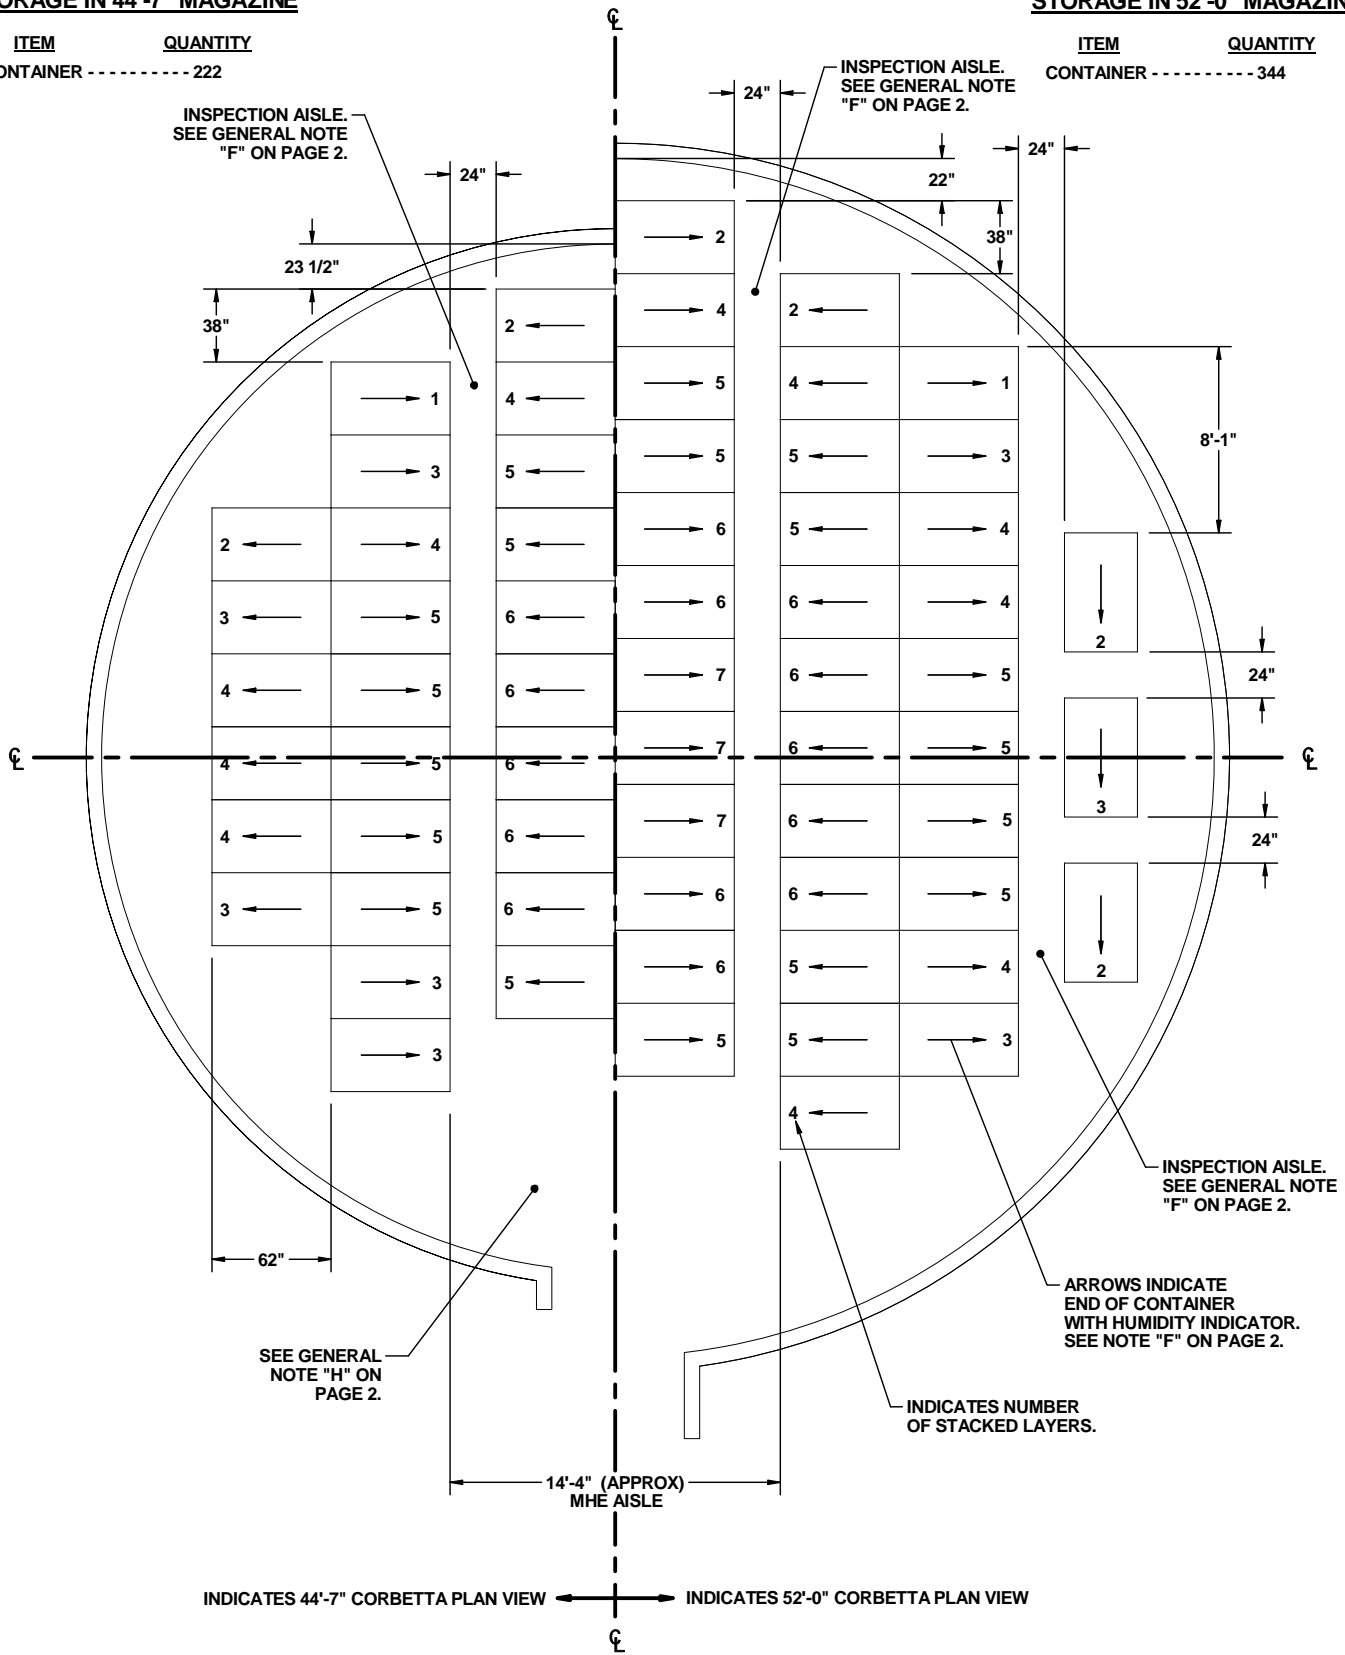 ORAGE IN 44'-7" MAGAZINE
ITEM QUANTITY
ONTAINER ---------- 222
STORAGE IN 52'-0" MAGAZIN
ITEM QUANTITY
CONTAINER ---------- 344
℄
INSPECTION AISLE.
SEE GENERAL NOTE
"F" ON PAGE 2.
INSPECTION AISLE.
SEE GENERAL NOTE
"F" ON PAGE 2.
24"
24"
24"
22"
23 1/2"
38"
38"
2
4
5
5
6
6
6
6
6
5
1
3
4
5
5
5
5
5
3
3
2
3
4
4
4
3
2
4
5
5
6
6
7
7
7
6
6
5
2
4
5
5
6
6
6
6
6
5
5
4
1
3
4
4
5
5
5
5
4
3
8'-1"
2
24"
3
24"
2
℄
℄
INSPECTION AISLE.
SEE GENERAL NOTE
"F" ON PAGE 2.
62"
ARROWS INDICATE
END OF CONTAINER
WITH HUMIDITY INDICATOR.
SEE NOTE "F" ON PAGE 2.
SEE GENERAL
NOTE "H" ON
PAGE 2.
INDICATES NUMBER
OF STACKED LAYERS.
14'-4" (APPROX)
MHE AISLE
INDICATES 44'-7" CORBETTA PLAN VIEW
INDICATES 52'-0" CORBETTA PLAN VIEW
℄